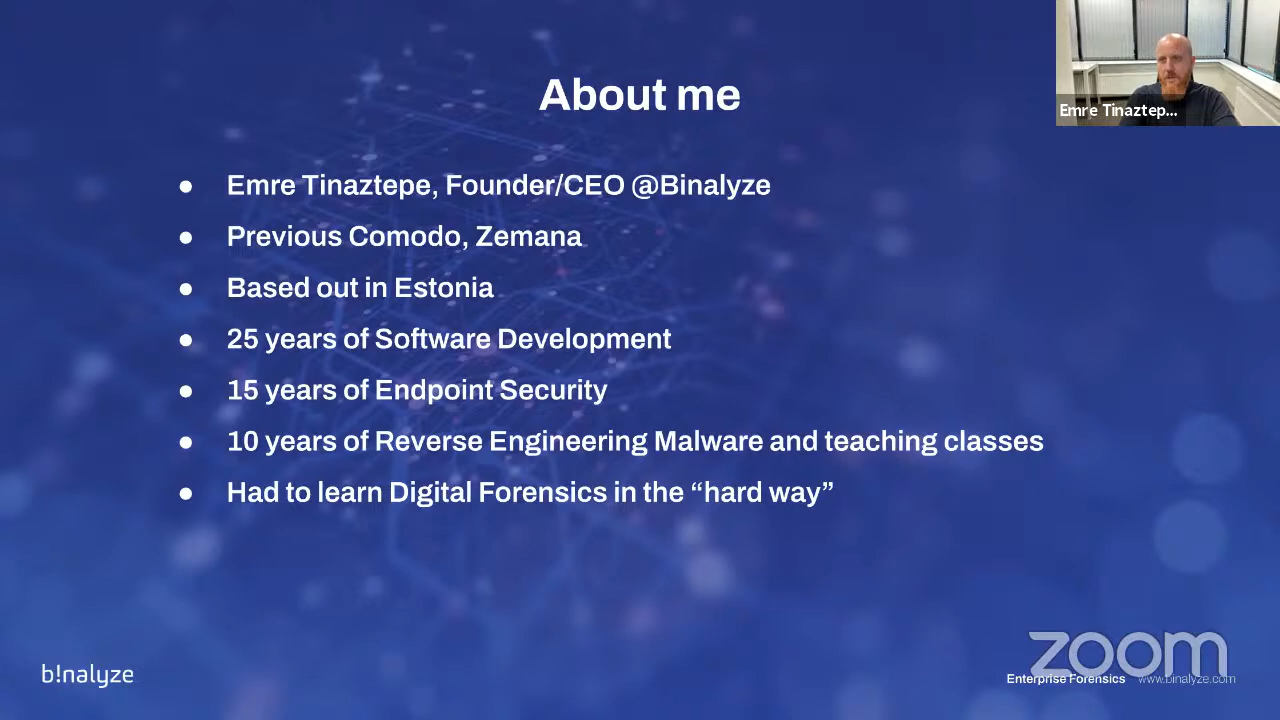 About me
Emre Tinaztep...
● Emre Tinaztepe, Founder/CEO @Binalyze
● Previous Comodo, Zemana
● Based out in Estonia
● 25 years of Software Development
● 15 years of Endpoint Security
● 10 years of Reverse Engineering Malware and teaching classes
● Had to learn Digital Forensics in the “hard way”
b!nalyze
zoom
Enterprise Forensics www.binalyze.com